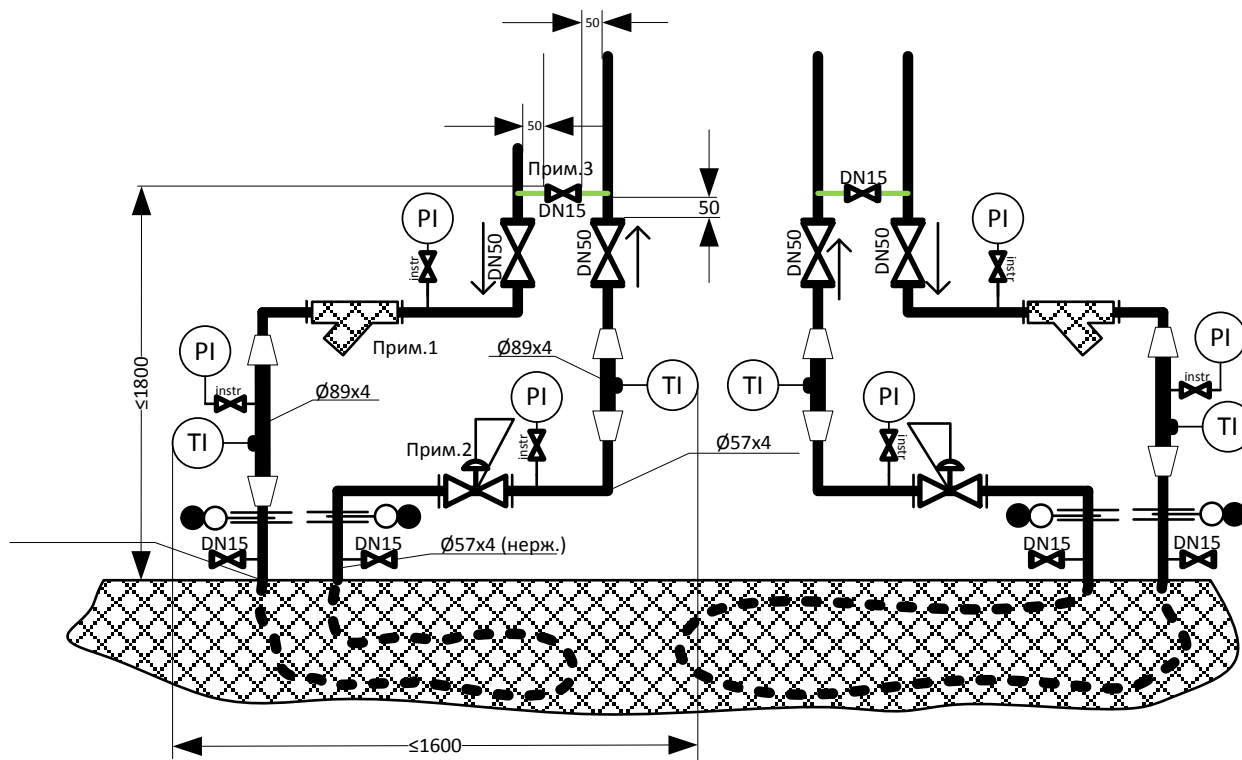 50
50
Прим.3
DN15
DN15
PI
50
PI
DN50
DN50
DN50
DN50
instr
instr
Прим.1
Ø89x4
PI
PI
≤1800
instr
TI
TI
instr
Ø89x4
PI
PI
TI
TI
Прим.2
instr
instr
Ø57x4
DN15
DN15
Ø57x4 (нерж.)
DN15
DN15
≤1600